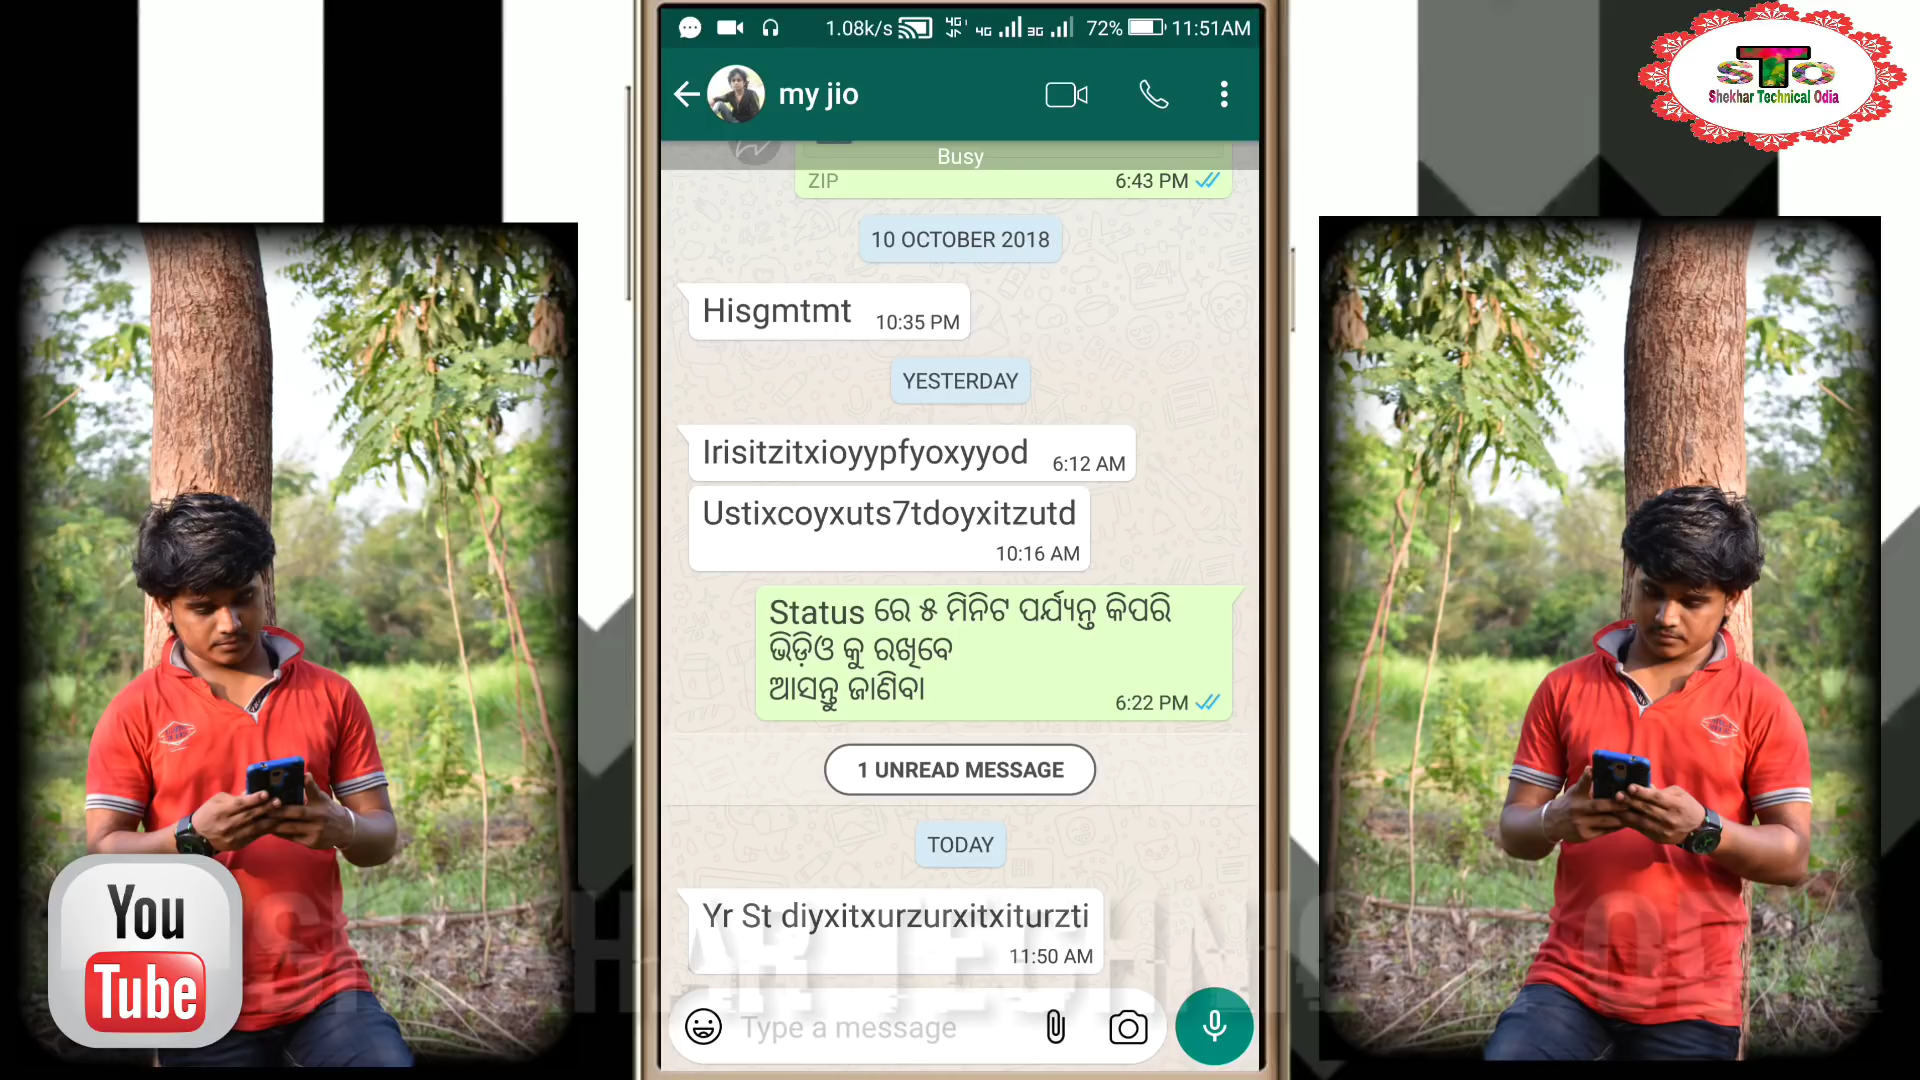 1.08k/s 4G 4G 3G 72% 11:51AM
STO
Shekhar Technical Odia
my jio
Busy
ZIP 6:43 PM
10 OCTOBER 2018
Hisgmtmt 10:35 PM
YESTERDAY
Irisitzitxioyypfyoxyyod 6:12 AM
Ustixcoyxuts7tdoyxitzutd
10:16 AM
Status ରେ ୫ ମିନିଟ ପର୍ଯ୍ୟନ୍ତ କିପରି
ଭିଡ଼ିଓ କୁ ରଖିବେ
ଆସନ୍ତୁ ଜାଣିବା
6:22 PM
1 UNREAD MESSAGE
TODAY
Yr St diyxitxurzurxitxiturzti
11:50 AM
Type a message
You
Tube